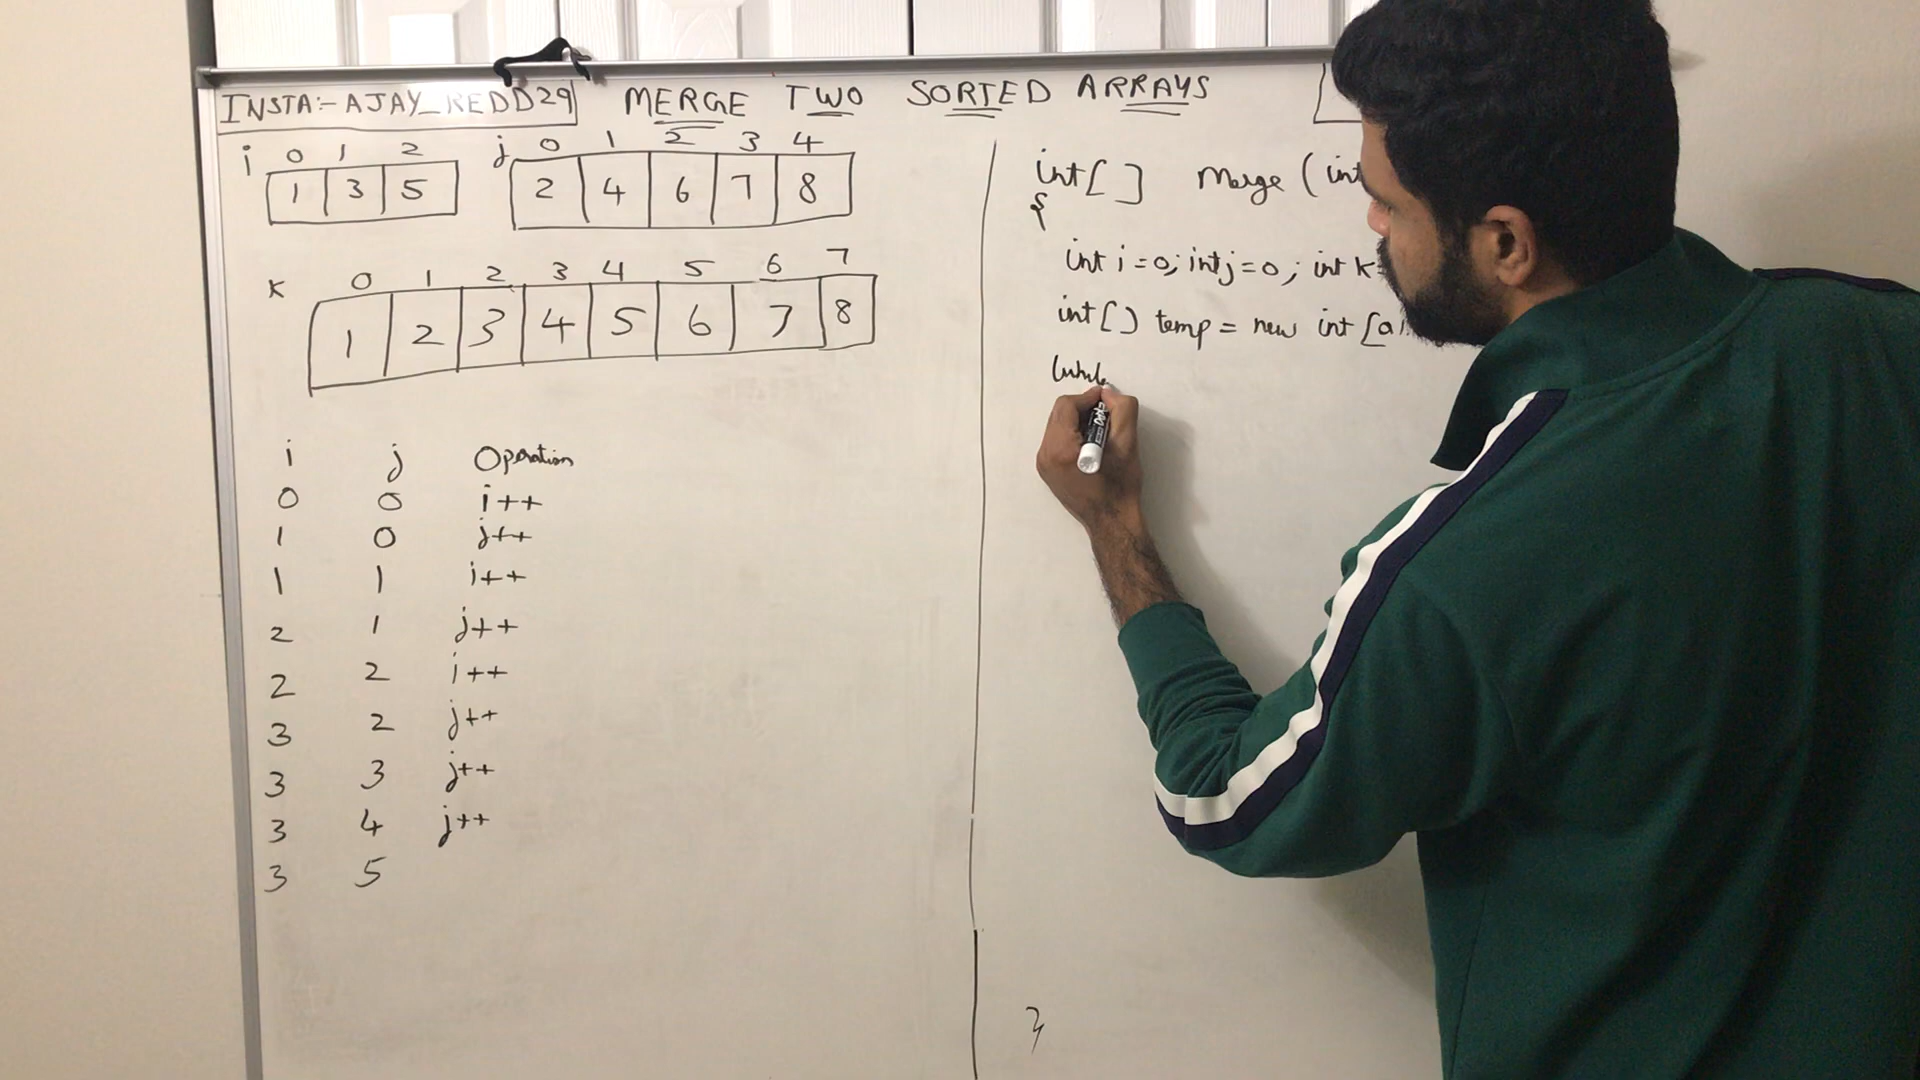 INSTA:- AJAY_REDD29
MERGE TWO SORTED ARRAYS
i 0 1 2
1 3 5
j 0 1 2 3 4
2 4 6 7 8
K 0 1 2 3 4 5 6 7
1 2 3 4 5 6 7 8
i j Operation
0 0 i++
1 0 j++
1 1 i++
2 1 j++
2 2 i++
3 2 j++
3 3 j++
3 4 j++
3 5
int[] Merge (int
{
int i=0; int j=0; int K=
int[] temp = new int [a1.
while
}
EXPO